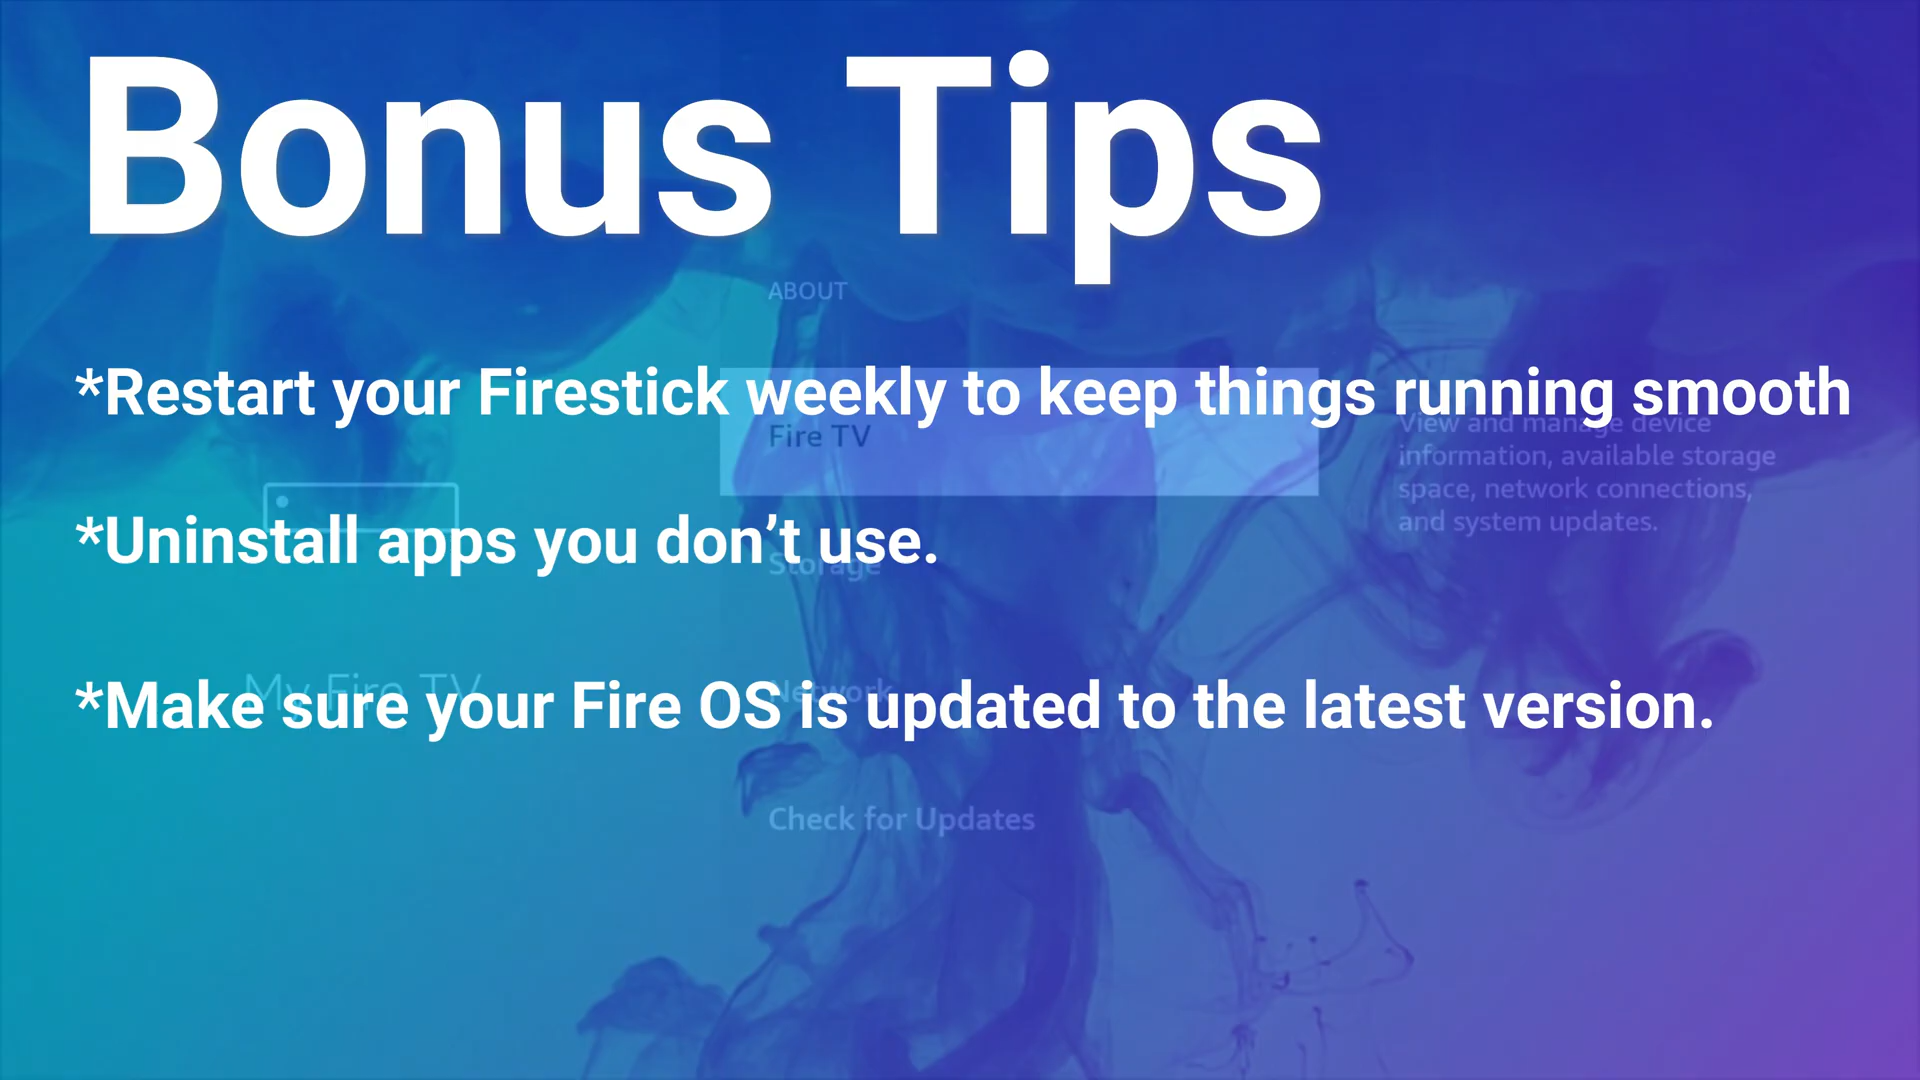 Bonus Tips
ABOUT
*Restart your Firestick weekly to keep things running smooth
Fire TV
View and manage device
information, available storage
space, network connections,
and system updates.
*Uninstall apps you don’t use.
Storage
My Fire TV
Network
*Make sure your Fire OS is updated to the latest version.
Check for Updates